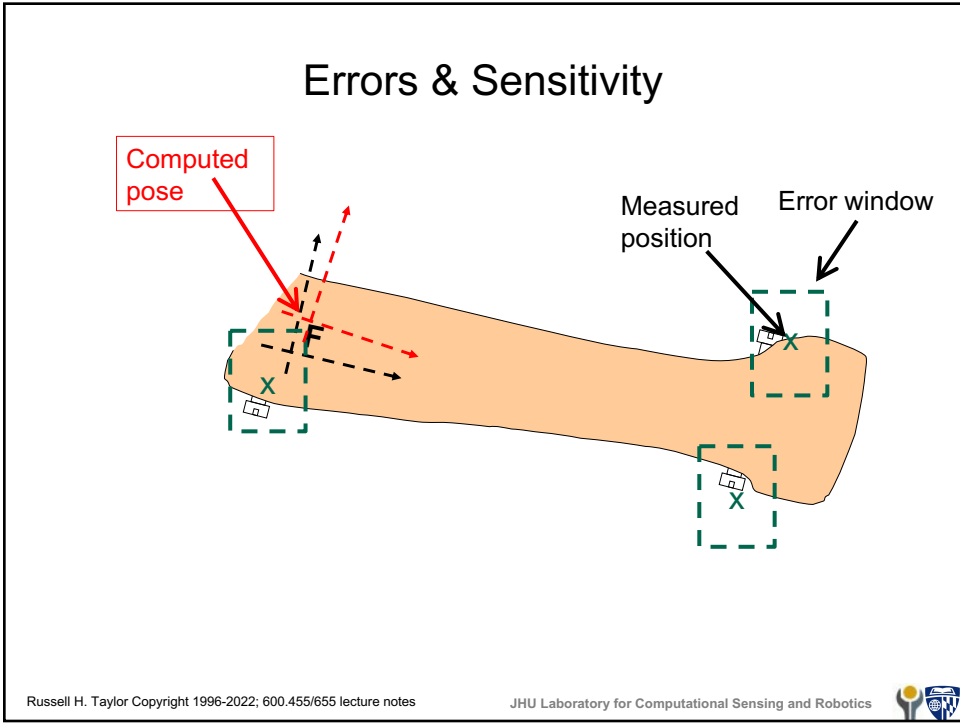 Errors & Sensitivity
Computed
pose
Measured
position
Error window
F
x
x
x
Russell H. Taylor Copyright 1996-2022; 600.455/655 lecture notes
JHU Laboratory for Computational Sensing and Robotics